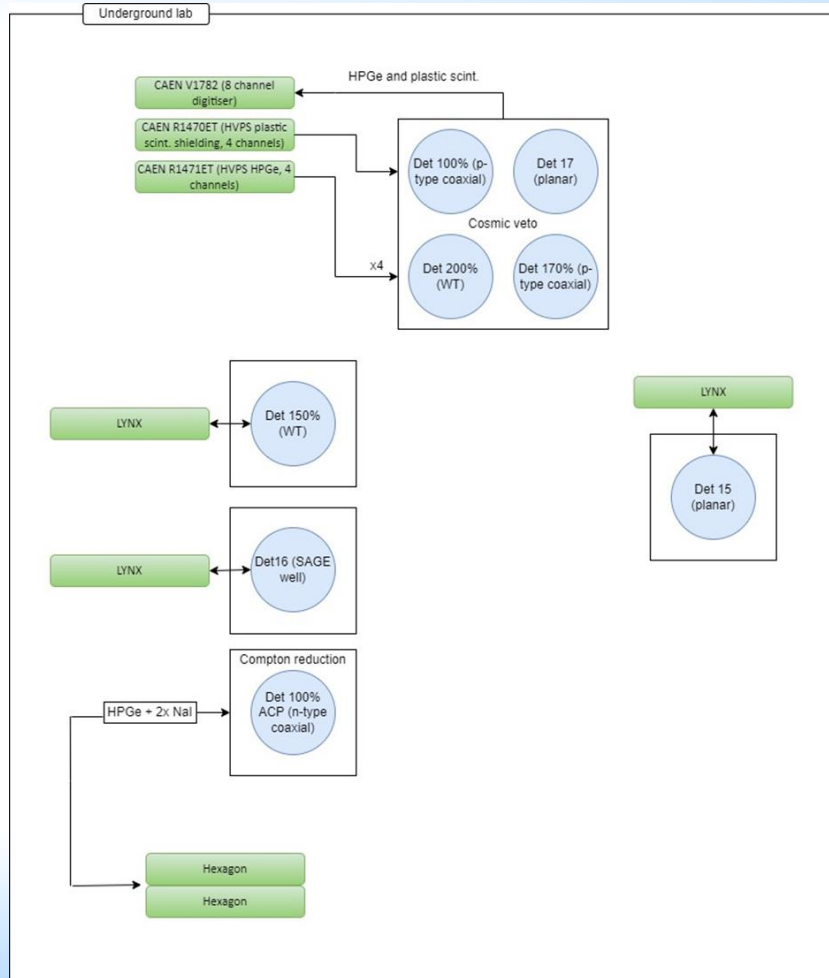 Underground lab
HPGe and plastic scint.
CAEN V1782 (8 channel
digitiser)
CAEN R1470ET (HVPS plastic
scint. shielding, 4 channels)
CAEN R1471ET (HVPS HPGe, 4
channels)
x4
Det 100% (p-
type coaxial)
Det 17
(planar)
Cosmic veto
Det 200%
(WT)
Det 170% (p-
type coaxial)
LYNX
Det 150%
(WT)
LYNX
Det 15
(planar)
LYNX
Det16 (SAGE
well)
Compton reduction
HPGe + 2x NaI
Det 100%
ACP (n-type
coaxial)
Hexagon
Hexagon